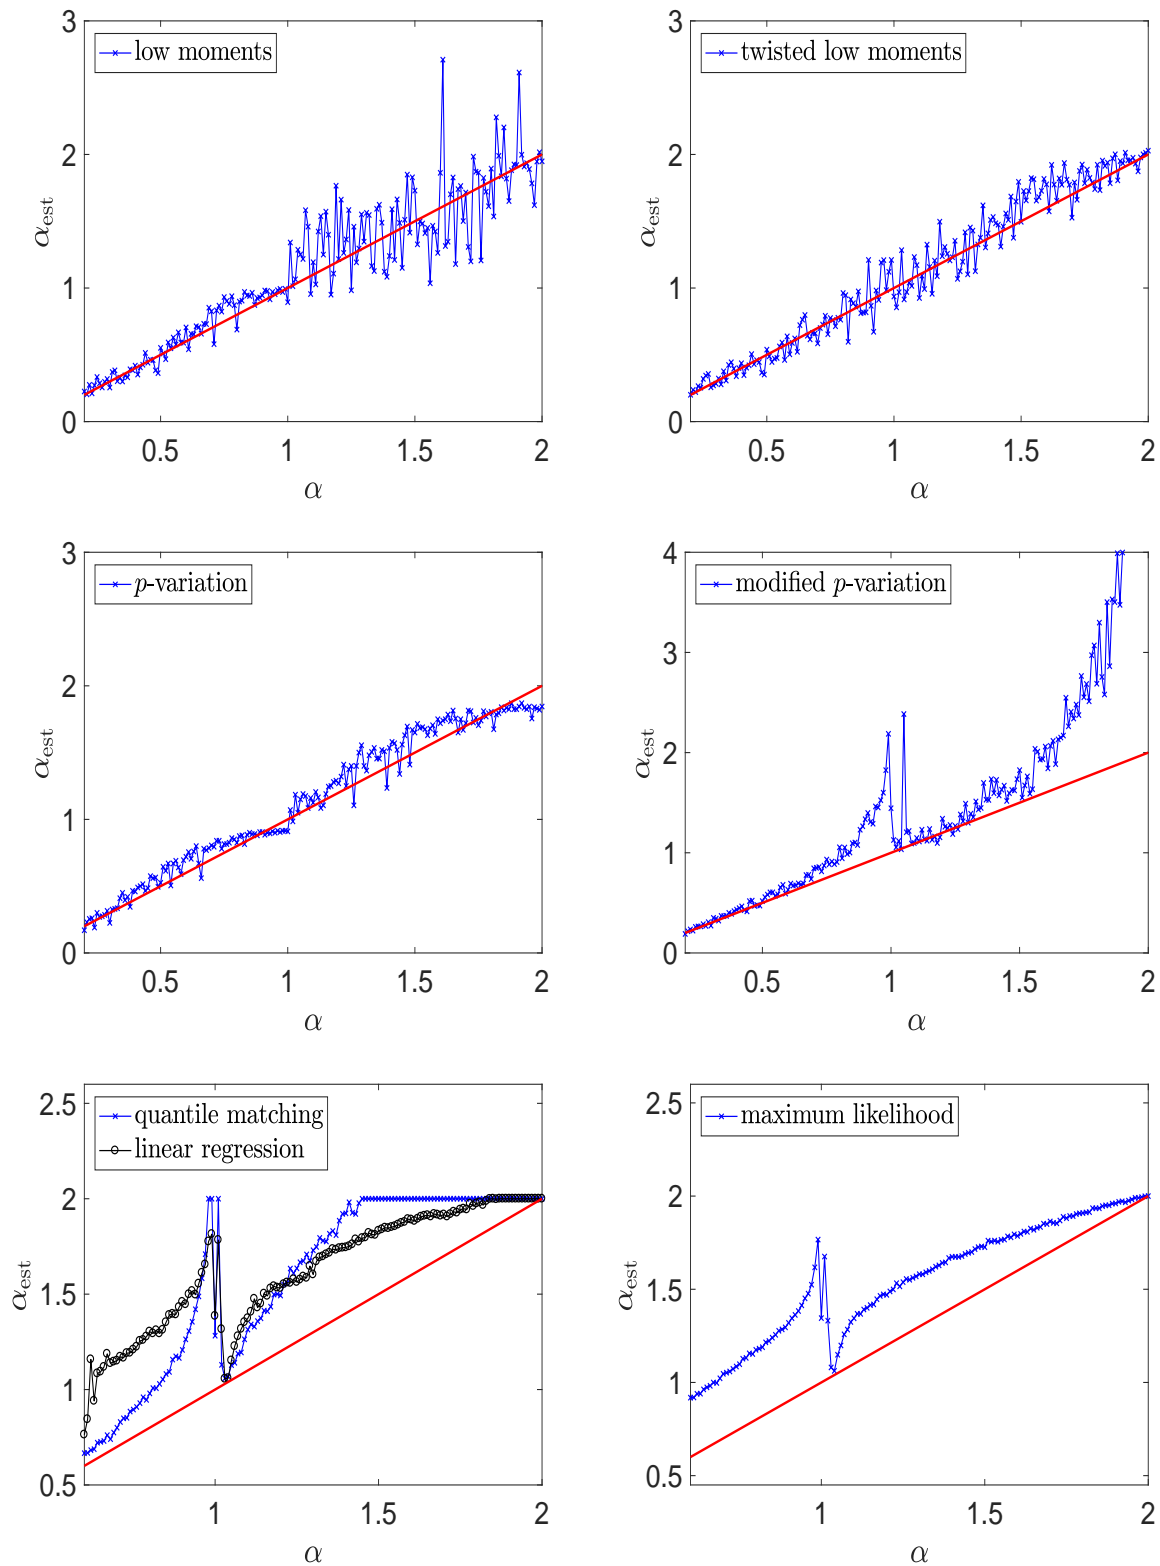 low moments
3
2
1
0
0.5 1 1.5 2
α
α_est
twisted low moments
3
2
1
0
0.5 1 1.5 2
α
α_est
p-variation
3
2
1
0
0.5 1 1.5 2
α
α_est
modified p-variation
4
3
2
1
0
0.5 1 1.5 2
α
α_est
quantile matching
linear regression
2.5
2
1.5
1
0.5
1 1.5 2
α
α_est
maximum likelihood
2.5
2
1.5
1
0.5
1 1.5 2
α
α_est